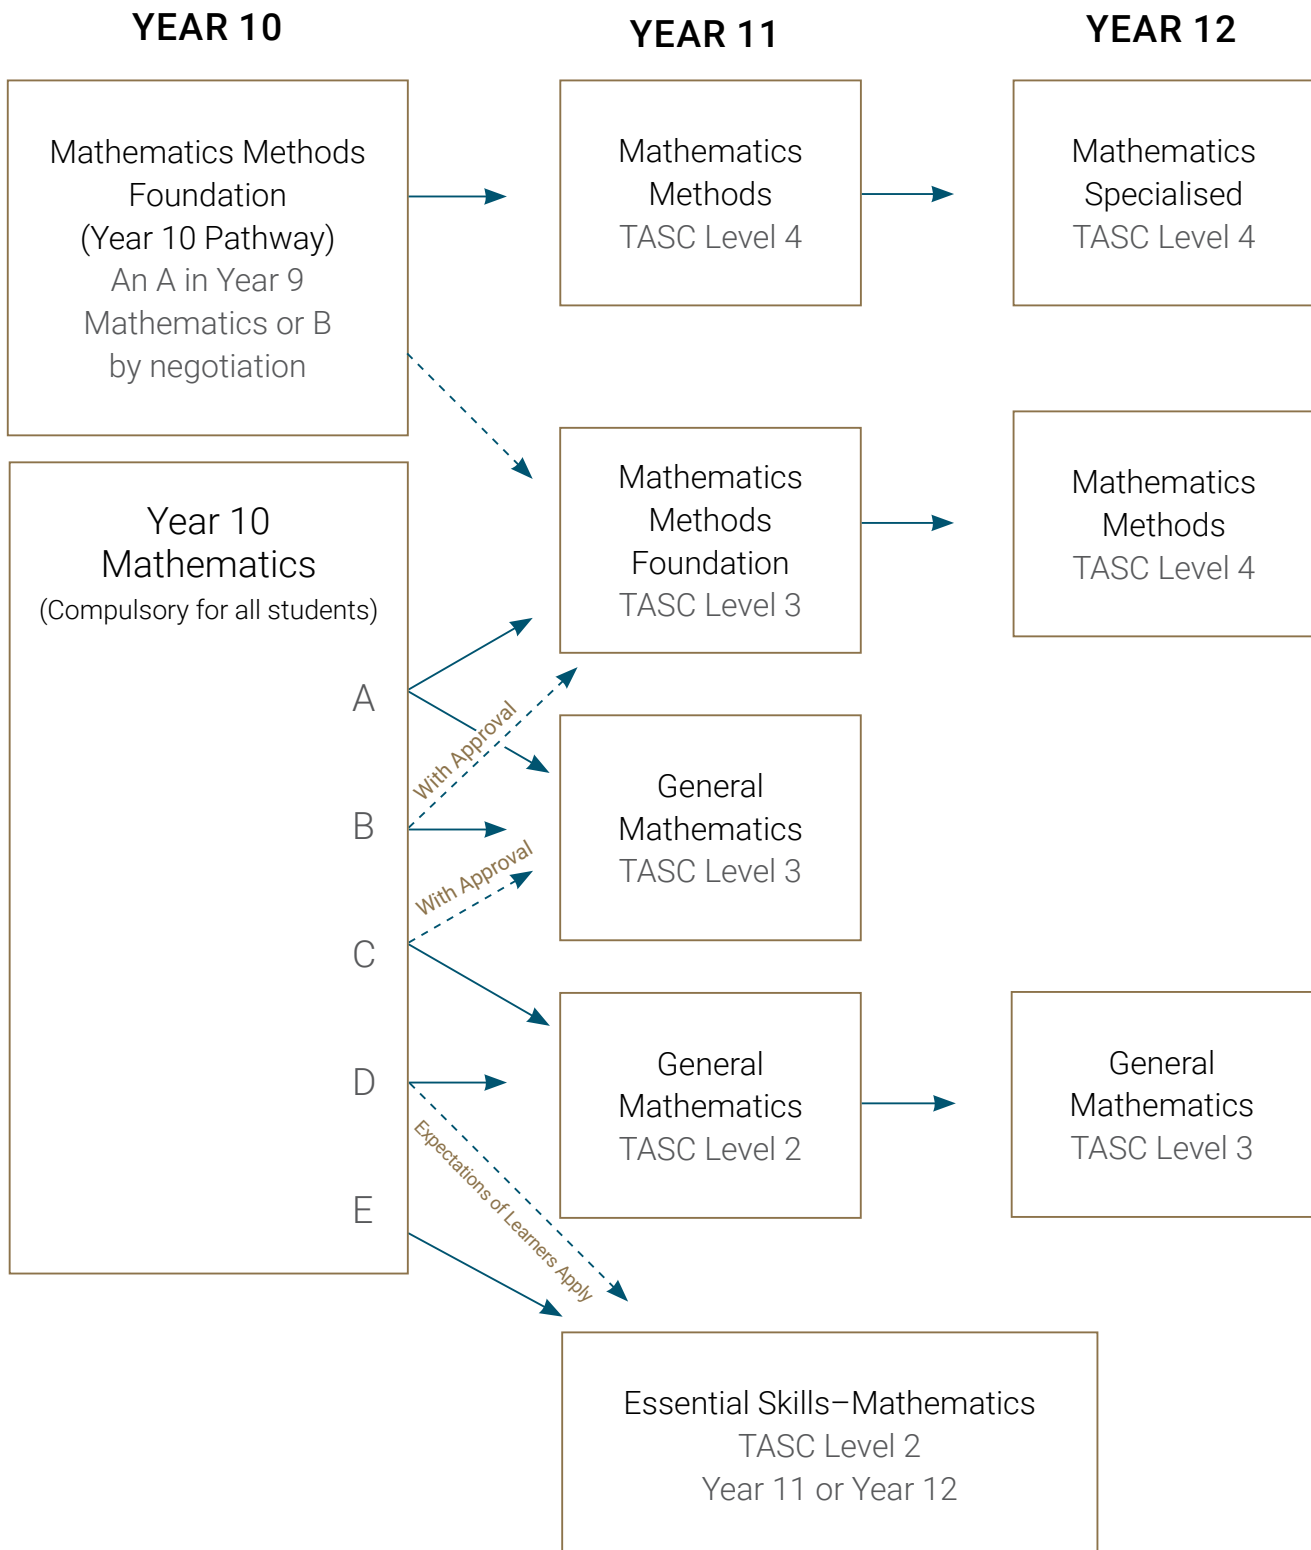 YEAR 10
YEAR 11
YEAR 12
Mathematics Methods
Foundation
(Year 10 Pathway)
An A in Year 9
Mathematics or B
by negotiation
Mathematics
Methods
TASC Level 4
Mathematics
Specialised
TASC Level 4
Year 10
Mathematics
(Compulsory for all students)
A
B
C
D
E
With Approval
With Approval
Expectations of Learners Apply
Mathematics
Methods
Foundation
TASC Level 3
Mathematics
Methods
TASC Level 4
General
Mathematics
TASC Level 3
General
Mathematics
TASC Level 2
General
Mathematics
TASC Level 3
Essential Skills–Mathematics
TASC Level 2
Year 11 or Year 12